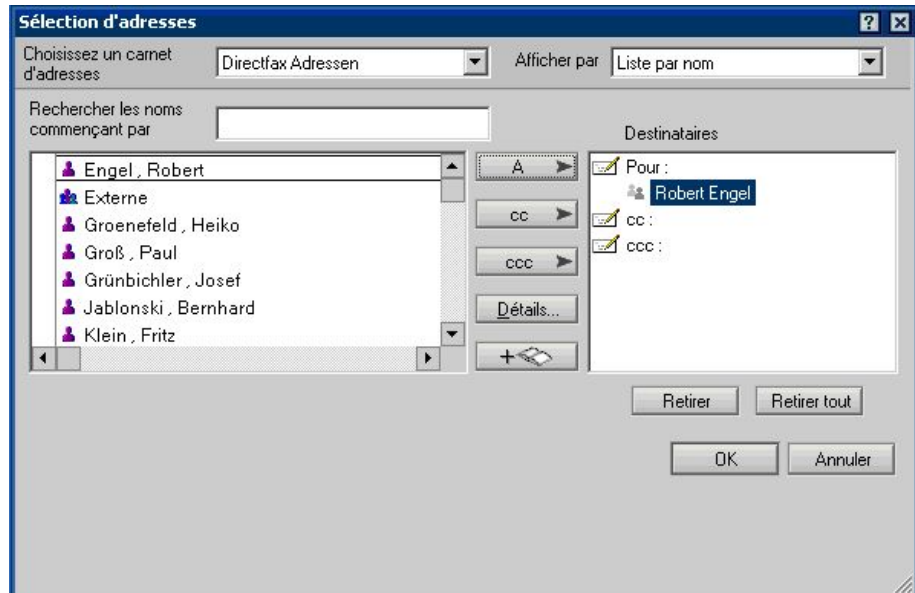 Sélection d'adresses
Choisissez un carnet
d'adresses
Directfax Adressen
Afficher par
Liste par nom
Rechercher les noms
commençant par
Destinataires
Engel , Robert
Externe
Groenefeld , Heiko
Groß , Paul
Grünbichler , Josef
Jablonski , Bernhard
Klein , Fritz
A
cc
ccc
Détails...
+
Pour :
Robert Engel
cc :
ccc :
Retirer
Retirer tout
OK
Annuler